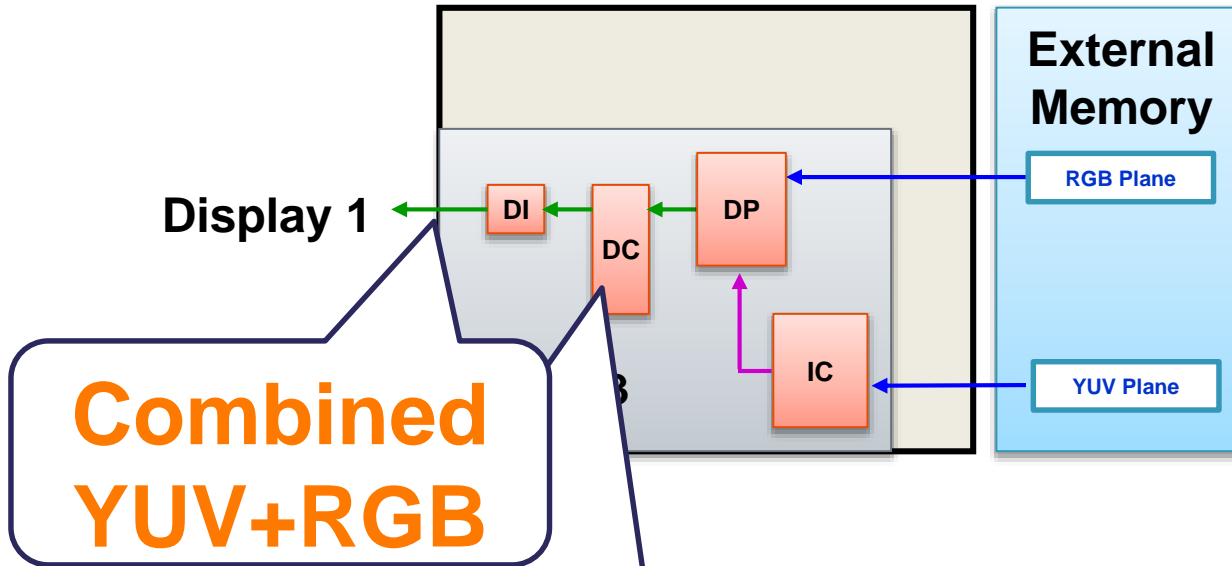 External
Memory
RGB Plane
Display 1
DI
DC
DP
IC
YUV Plane
Combined
YUV+RGB